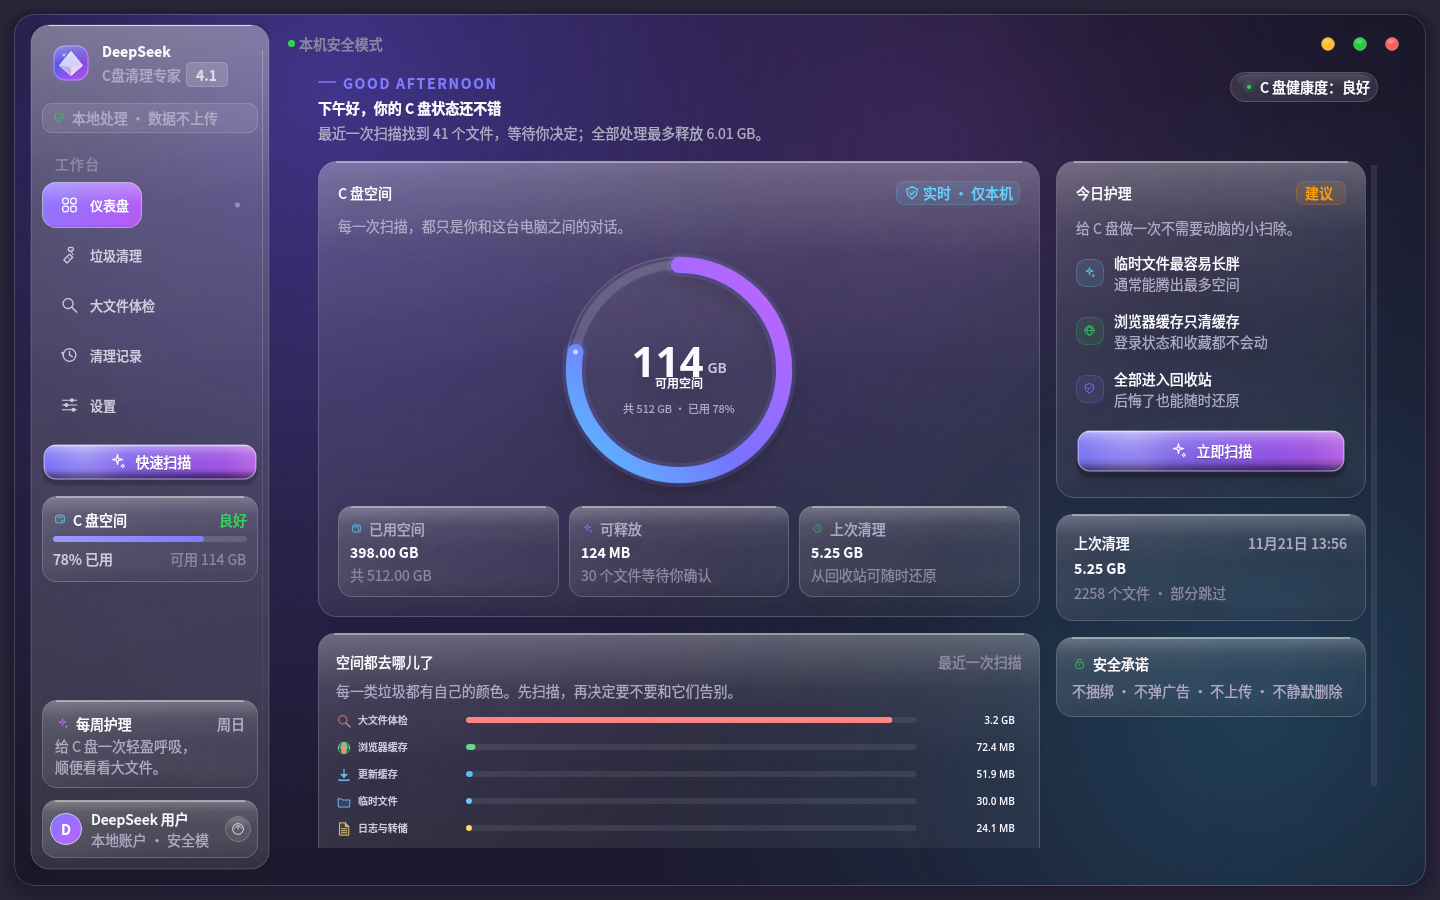 DeepSeek
C盘清理专家 4.1
本地处理 · 数据不上传
工作台
仪表盘
垃圾清理
大文件体检
清理记录
设置
快速扫描
C 盘空间 良好
78% 已用 可用 114 GB
每周护理 周日
给 C 盘一次轻盈呼吸，
顺便看看大文件。
D
DeepSeek 用户
本地账户 · 安全模
本机安全模式
— GOOD AFTERNOON
下午好，你的 C 盘状态还不错
最近一次扫描找到 41 个文件，等待你决定；全部处理最多释放 6.01 GB。
C 盘健康度：良好
C 盘空间 实时 · 仅本机
每一次扫描，都只是你和这台电脑之间的对话。
114 GB
可用空间
共 512 GB · 已用 78%
已用空间
398.00 GB
共 512.00 GB
可释放
124 MB
30 个文件等待你确认
上次清理
5.25 GB
从回收站可随时还原
空间都去哪儿了 最近一次扫描
每一类垃圾都有自己的颜色。先扫描，再决定要不要和它们告别。
大文件体检 3.2 GB
浏览器缓存 72.4 MB
更新缓存 51.9 MB
临时文件 30.0 MB
日志与转储 24.1 MB
今日护理 建议
给 C 盘做一次不需要动脑的小扫除。
临时文件最容易长胖
通常能腾出最多空间
浏览器缓存只清缓存
登录状态和收藏都不会动
全部进入回收站
后悔了也能随时还原
立即扫描
上次清理 11月21日 13:56
5.25 GB
2258 个文件 · 部分跳过
安全承诺
不捆绑 · 不弹广告 · 不上传 · 不静默删除